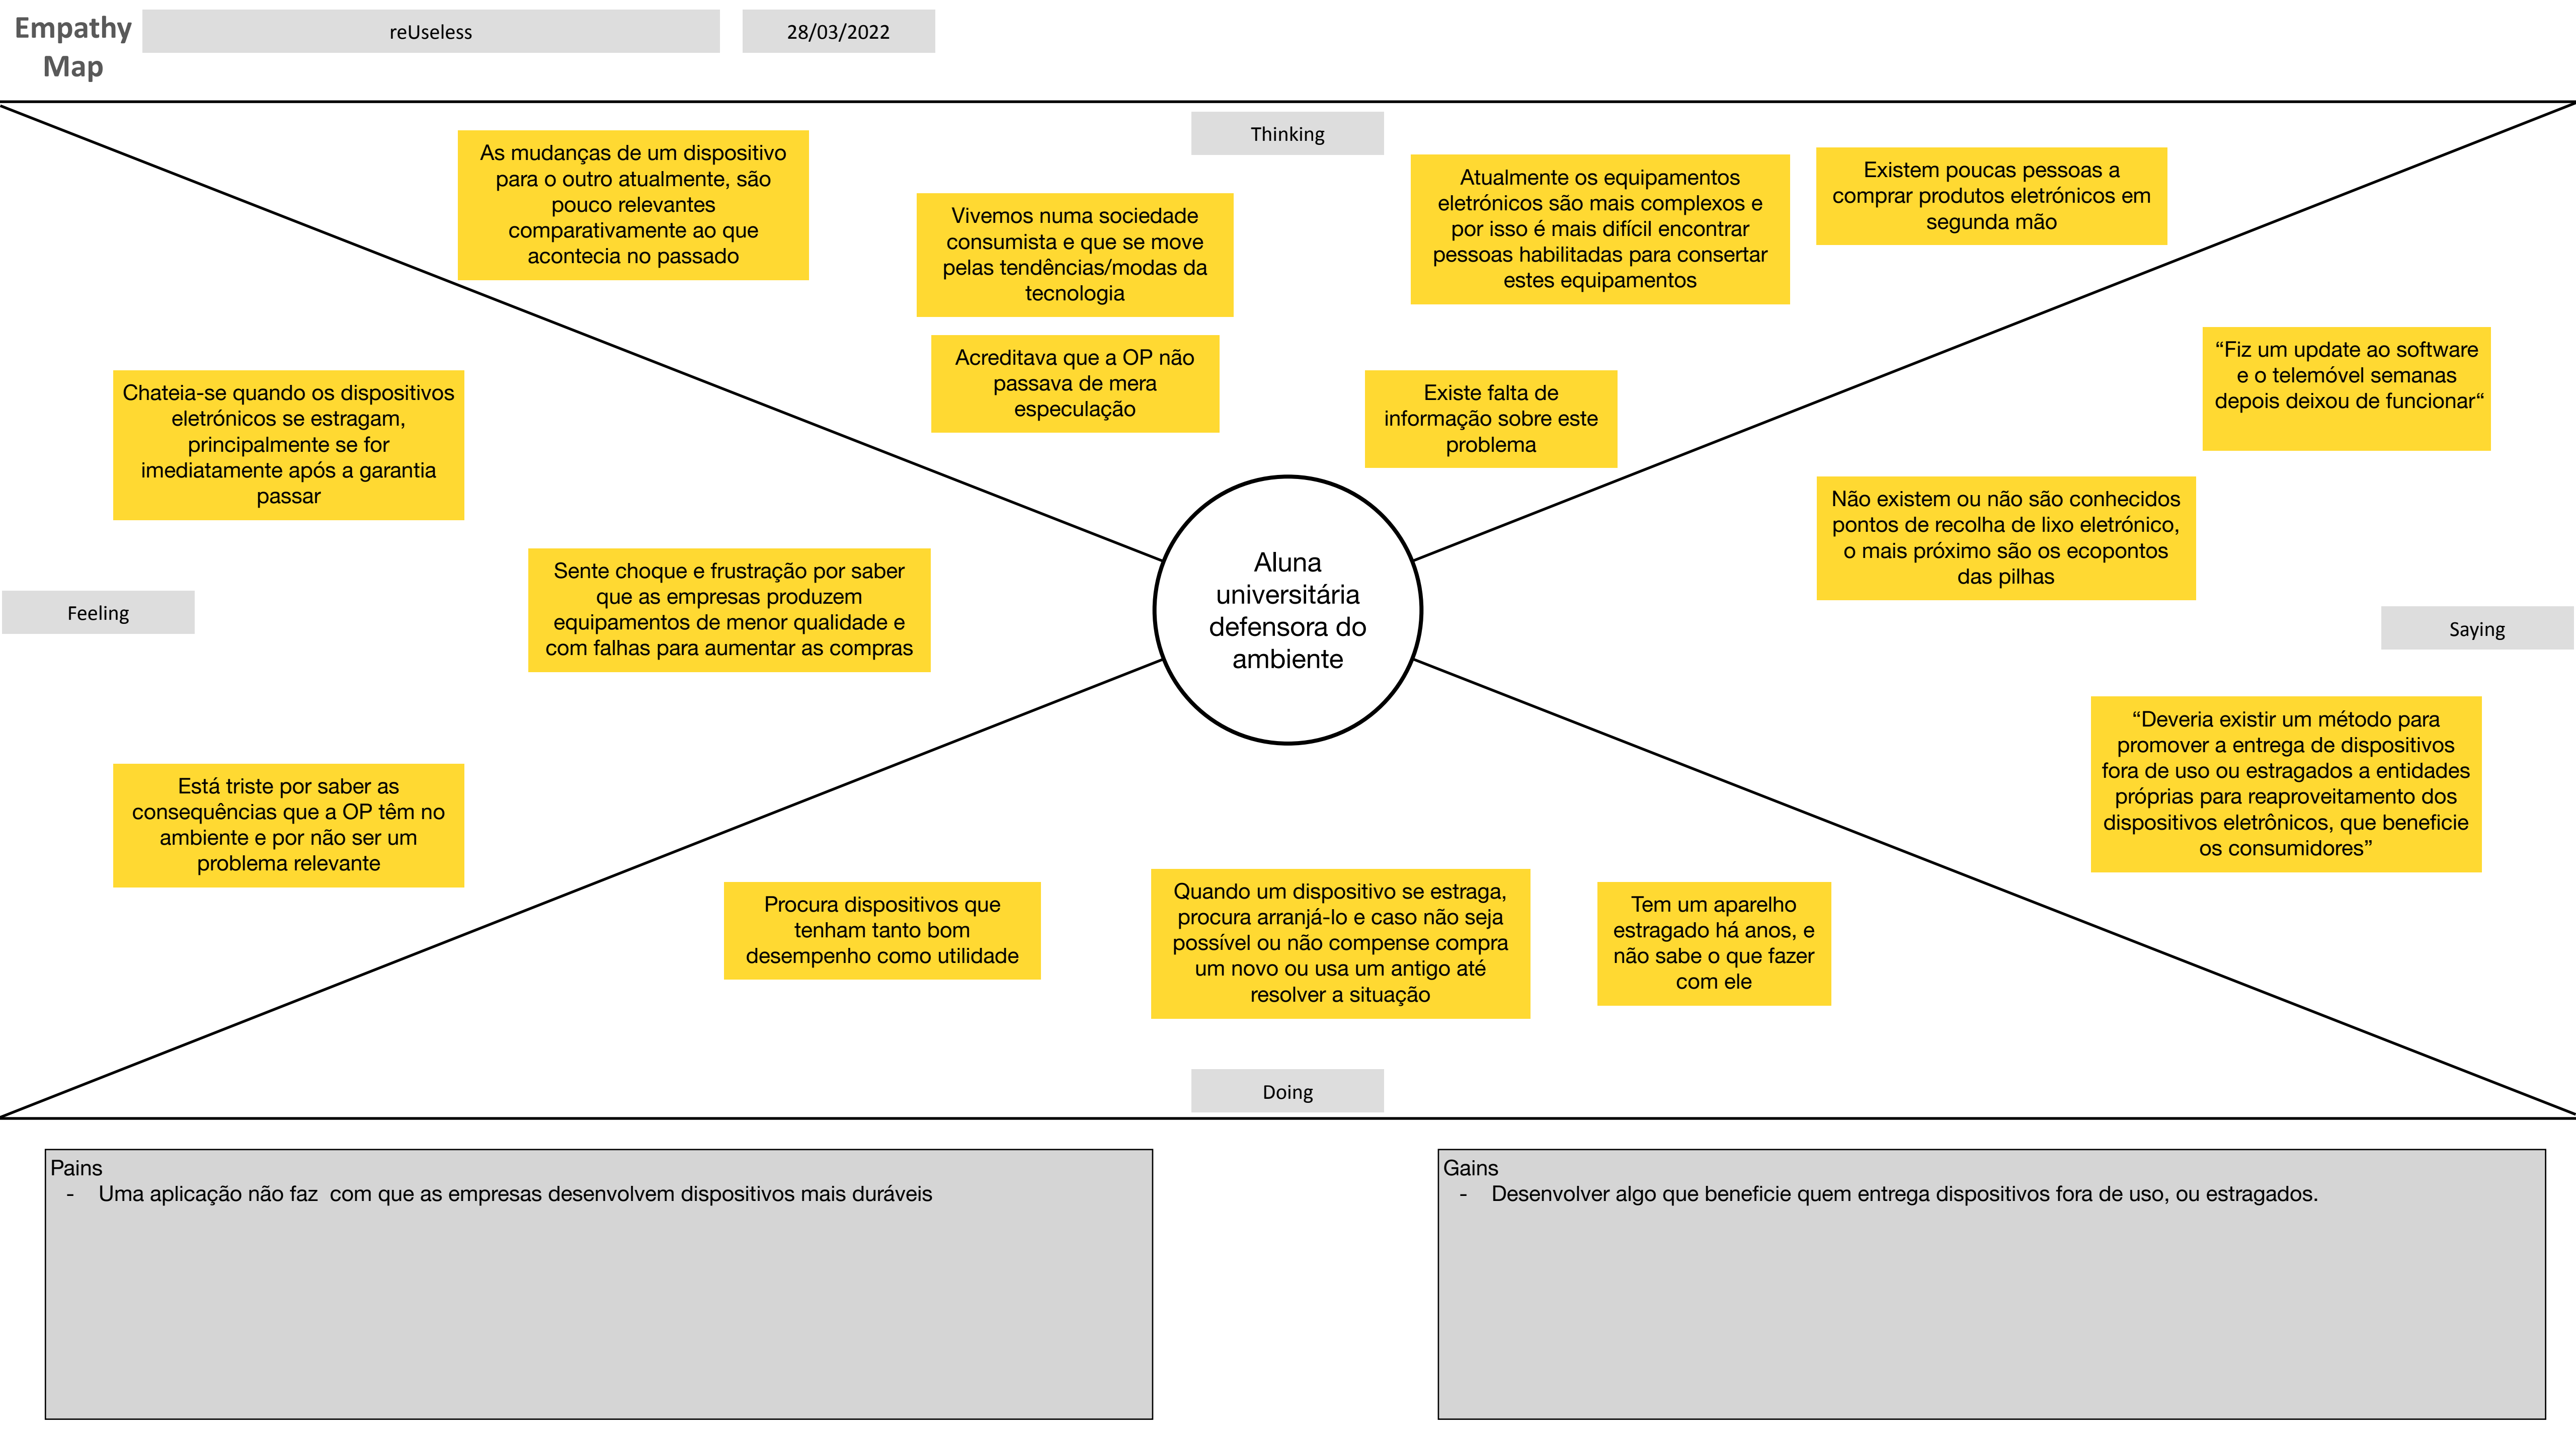 Empathy
Map
reUseless
28/03/2022
Thinking
As mudanças de um dispositivo
para o outro atualmente, são
pouco relevantes
comparativamente ao que
acontecia no passado
Vivemos numa sociedade
consumista e que se move
pelas tendências/modas da
tecnologia
Acreditava que a OP não
passava de mera
especulação
Atualmente os equipamentos
eletrónicos são mais complexos e
por isso é mais difícil encontrar
pessoas habilitadas para consertar
estes equipamentos
Existem poucas pessoas a
comprar produtos eletrónicos em
segunda mão
Existe falta de
informação sobre este
problema
Chateia-se quando os dispositivos
eletrónicos se estragam,
principalmente se for
imediatamente após a garantia
passar
Sente choque e frustração por saber
que as empresas produzem
equipamentos de menor qualidade e
com falhas para aumentar as compras
Feeling
Está triste por saber as
consequências que a OP têm no
ambiente e por não ser um
problema relevante
Aluna
universitária
defensora do
ambiente
“Fiz um update ao software
e o telemóvel semanas
depois deixou de funcionar“
Não existem ou não são conhecidos
pontos de recolha de lixo eletrónico,
o mais próximo são os ecopontos
das pilhas
Saying
“Deveria existir um método para
promover a entrega de dispositivos
fora de uso ou estragados a entidades
próprias para reaproveitamento dos
dispositivos eletrônicos, que beneficie
os consumidores”
Procura dispositivos que
tenham tanto bom
desempenho como utilidade
Quando um dispositivo se estraga,
procura arranjá-lo e caso não seja
possível ou não compense compra
um novo ou usa um antigo até
resolver a situação
Tem um aparelho
estragado há anos, e
não sabe o que fazer
com ele
Doing
Pains
- Uma aplicação não faz  com que as empresas desenvolvem dispositivos mais duráveis
Gains
- Desenvolver algo que beneficie quem entrega dispositivos fora de uso, ou estragados.